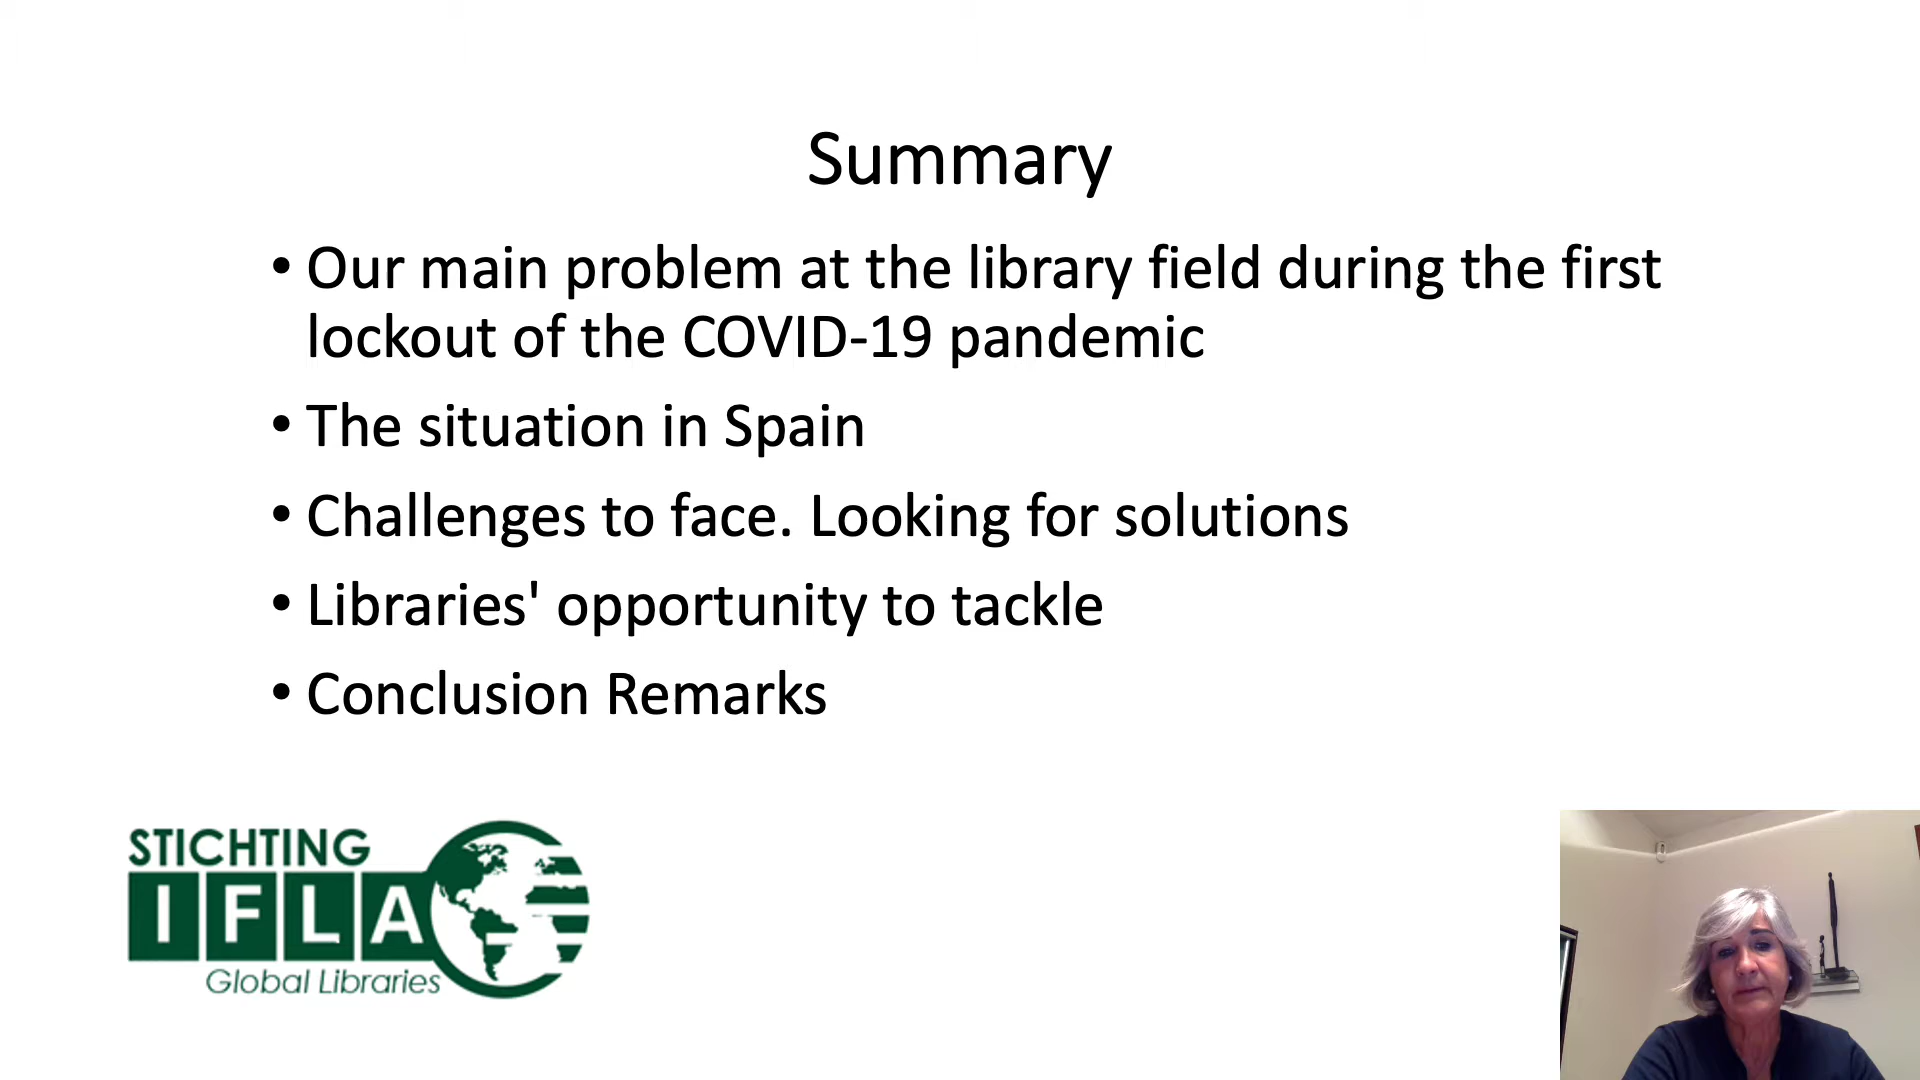 Summary
• Our main problem at the library field during the first
lockout of the COVID-19 pandemic
• The situation in Spain
• Challenges to face. Looking for solutions
• Libraries' opportunity to tackle
• Conclusion Remarks
STICHTING
IFLA
Global Libraries